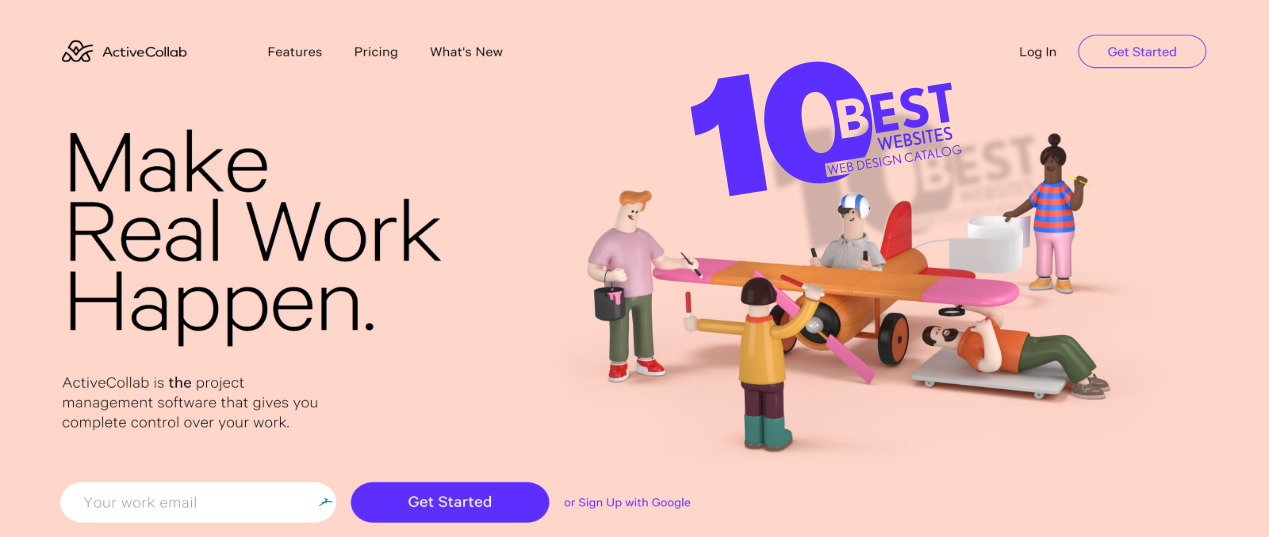 ActiveCollab
Features
Pricing
What's New
Log In
Get Started
10 BEST
WEBSITES
WEB DESIGN CATALOG
Make
Real Work
Happen.
ActiveCollab is the project
management software that gives you
complete control over your work.
Your work email
Get Started
or Sign Up with Google